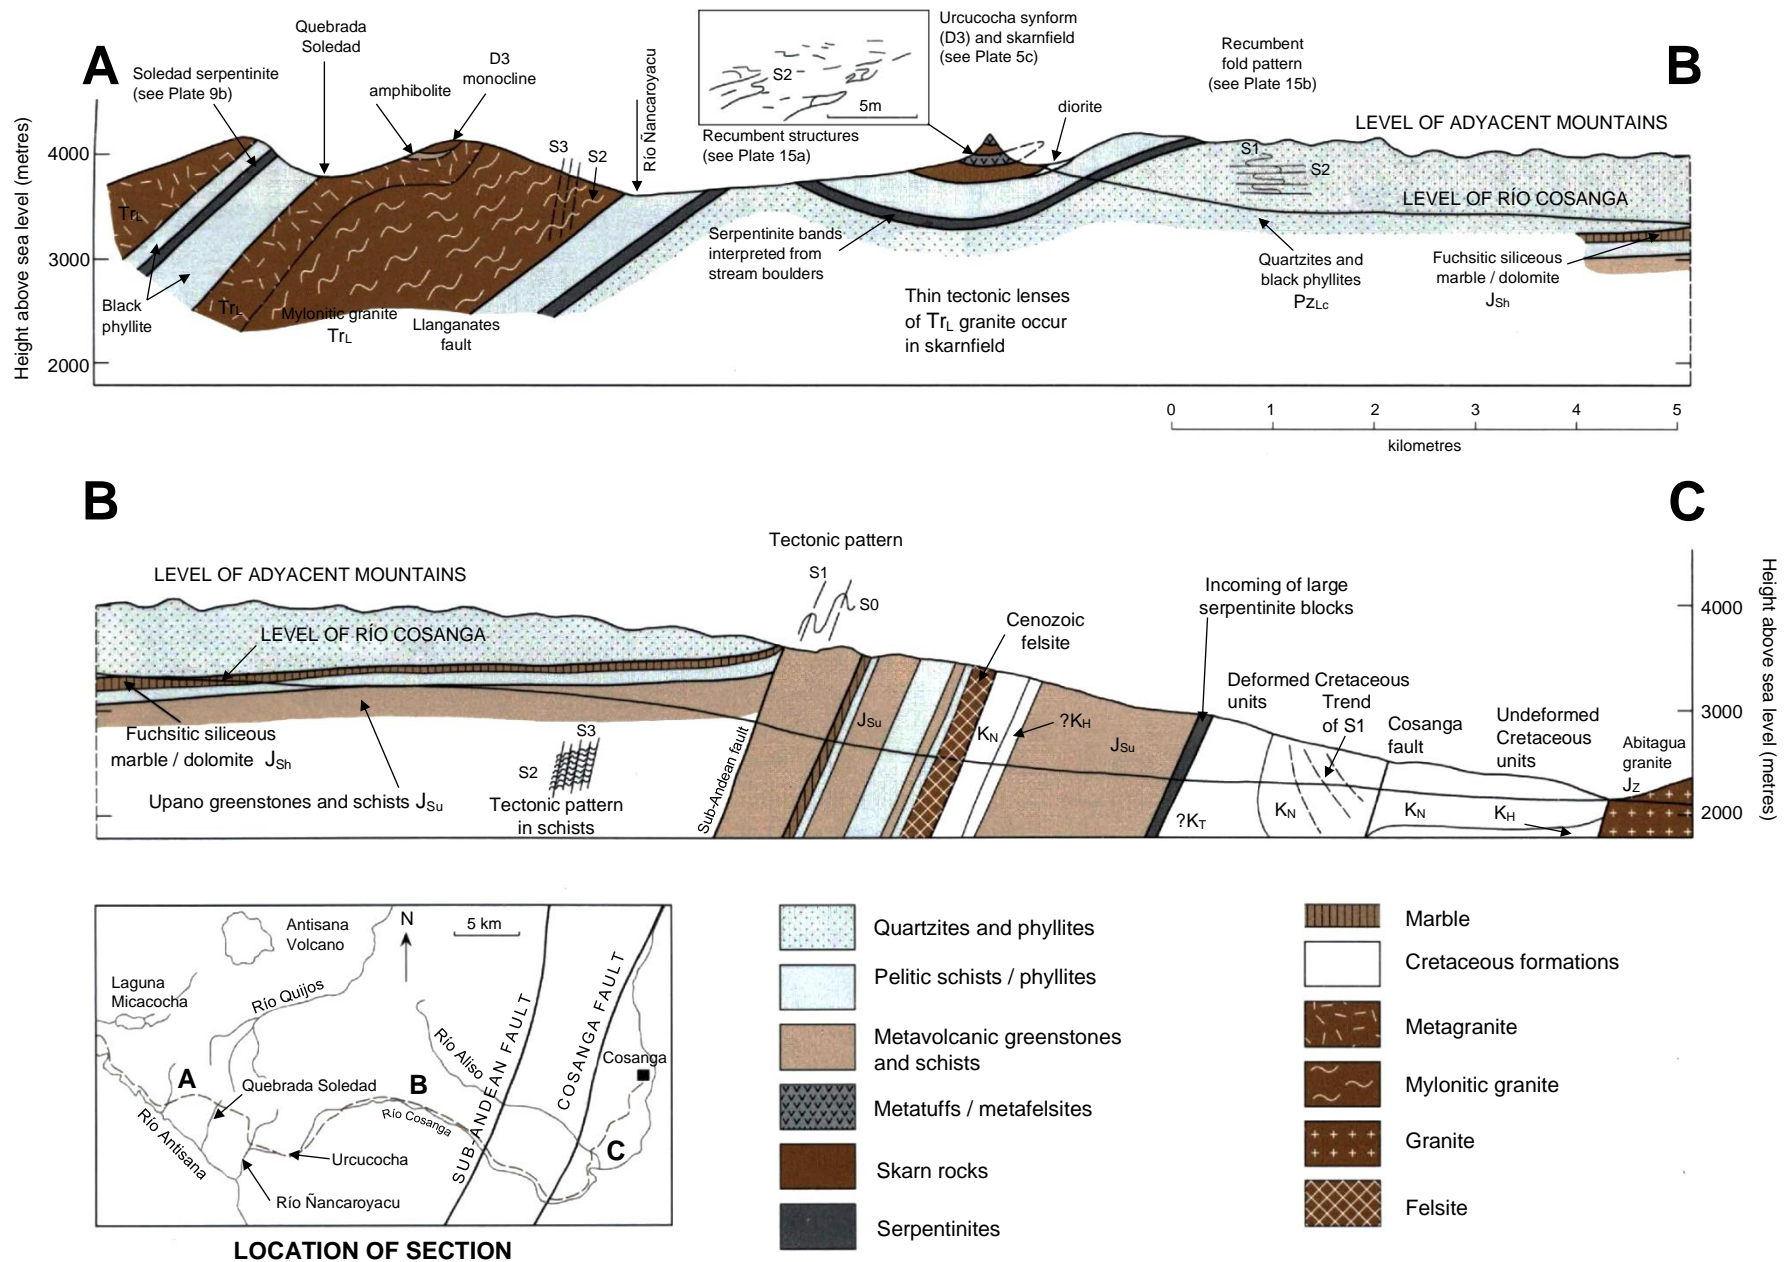 A
B
Quebrada
Soledad
Soledad serpentinite
(see Plate 9b)
D3
monocline
amphibolite
Río Ñancaroyacu
S2
5m
Recumbent structures
(see Plate 15a)
Urcucocha synform
(D3) and skarnfield
(see Plate 5c)
diorite
Recumbent
fold pattern
(see Plate 15b)
LEVEL OF ADYACENT MOUNTAINS
Height above sea level (metres)
4000
3000
2000
S3
S2
S1
S2
LEVEL OF RÍO COSANGA
TrL
TrL
Black
phyllite
Mylonitic granite
TrL
Llanganates
fault
Serpentinite bands
interpreted from
stream boulders
Thin tectonic lenses
of TrL granite occur
in skarnfield
Quartzites and
black phyllites
PzLc
Fuchsitic siliceous
marble / dolomite
JSh
0 1 2 3 4 5
kilometres
B
C
Tectonic pattern
S1
S0
LEVEL OF ADYACENT MOUNTAINS
LEVEL OF RÍO COSANGA
Cenozoic
felsite
Incoming of large
serpentinite blocks
Deformed Cretaceous
units
Trend
of S1
Cosanga
fault
Undeformed
Cretaceous
units
Abitagua
granite
JZ
4000
3000
2000
Height above sea level (metres)
Fuchsitic siliceous
marble / dolomite JSh
Upano greenstones and schists JSu
S3
S2
Tectonic pattern
in schists
Sub-Andean fault
JSu
KN
?KH
JSu
?KT
KN
KN
KH
Antisana
Volcano
N
5 km
Laguna
Micacocha
Río Quijos
Río Aliso
SUB-ANDEAN FAULT
COSANGA FAULT
Cosanga
A
B
C
Quebrada Soledad
Río Cosanga
Río Antisana
Urcucocha
Río Ñancaroyacu
LOCATION OF SECTION
Quartzites and phyllites
Pelitic schists / phyllites
Metavolcanic greenstones
and schists
Metatuffs / metafelsites
Skarn rocks
Serpentinites
Marble
Cretaceous formations
Metagranite
Mylonitic granite
Granite
Felsite